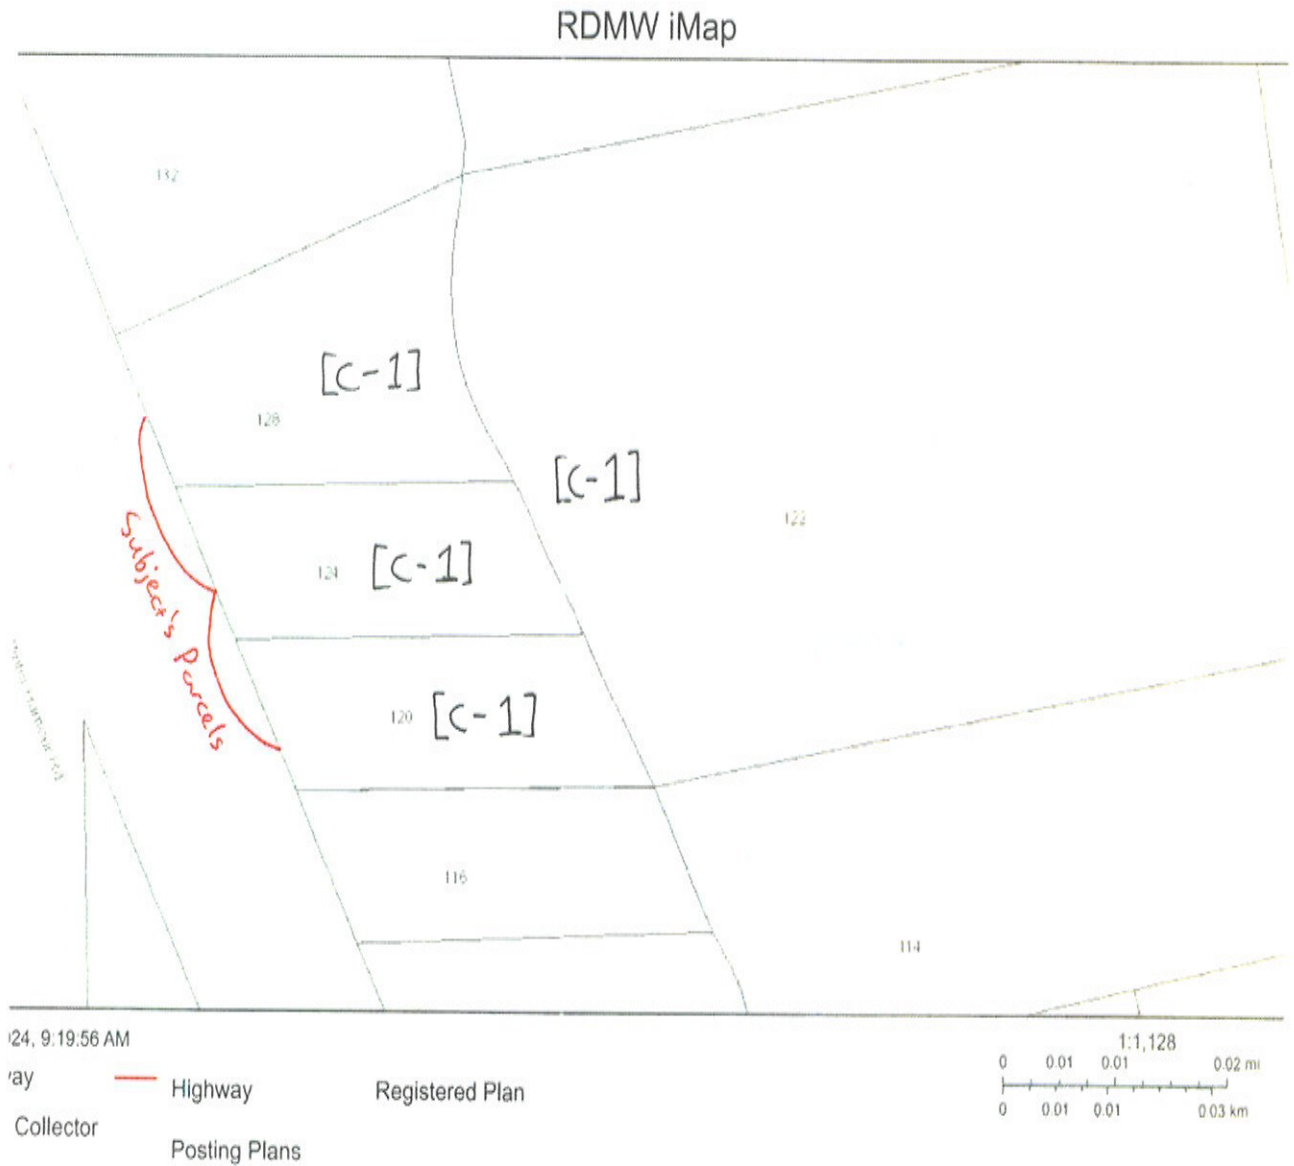 RDMW iMap
132
[C-1]
128
[C-1]
122
124 [C-1]
Subject's Parcels
120 [C-1]
116
114
024, 9:19:56 AM
1:1,128
0 0.01 0.01 0.02 mi
0 0.01 0.01 0.03 km
way
Highway
Registered Plan
Collector
Posting Plans